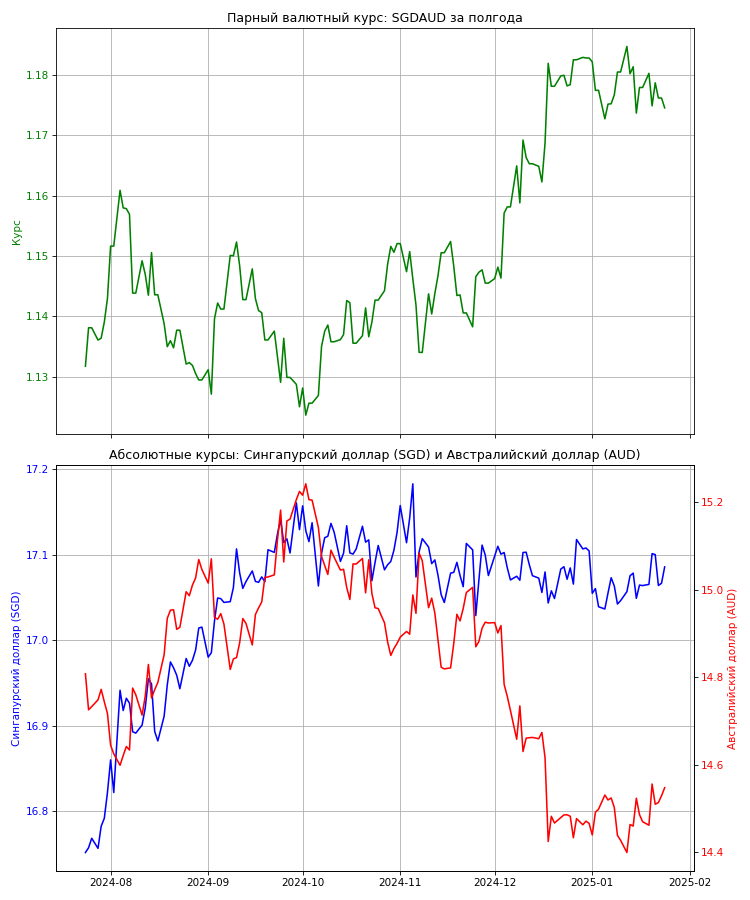 Парный валютный курс: SGDAUD за полгода
1.18
1.17
1.16
1.15
1.14
1.13
Курс
Абсолютные курсы: Сингапурский доллар (SGD) и Австралийский доллар (AUD)
17.2
17.1
17.0
16.9
16.8
Сингапурский доллар (SGD)
15.2
15.0
14.8
14.6
14.4
Австралийский доллар (AUD)
2024-08 2024-09 2024-10 2024-11 2024-12 2025-01 2025-02